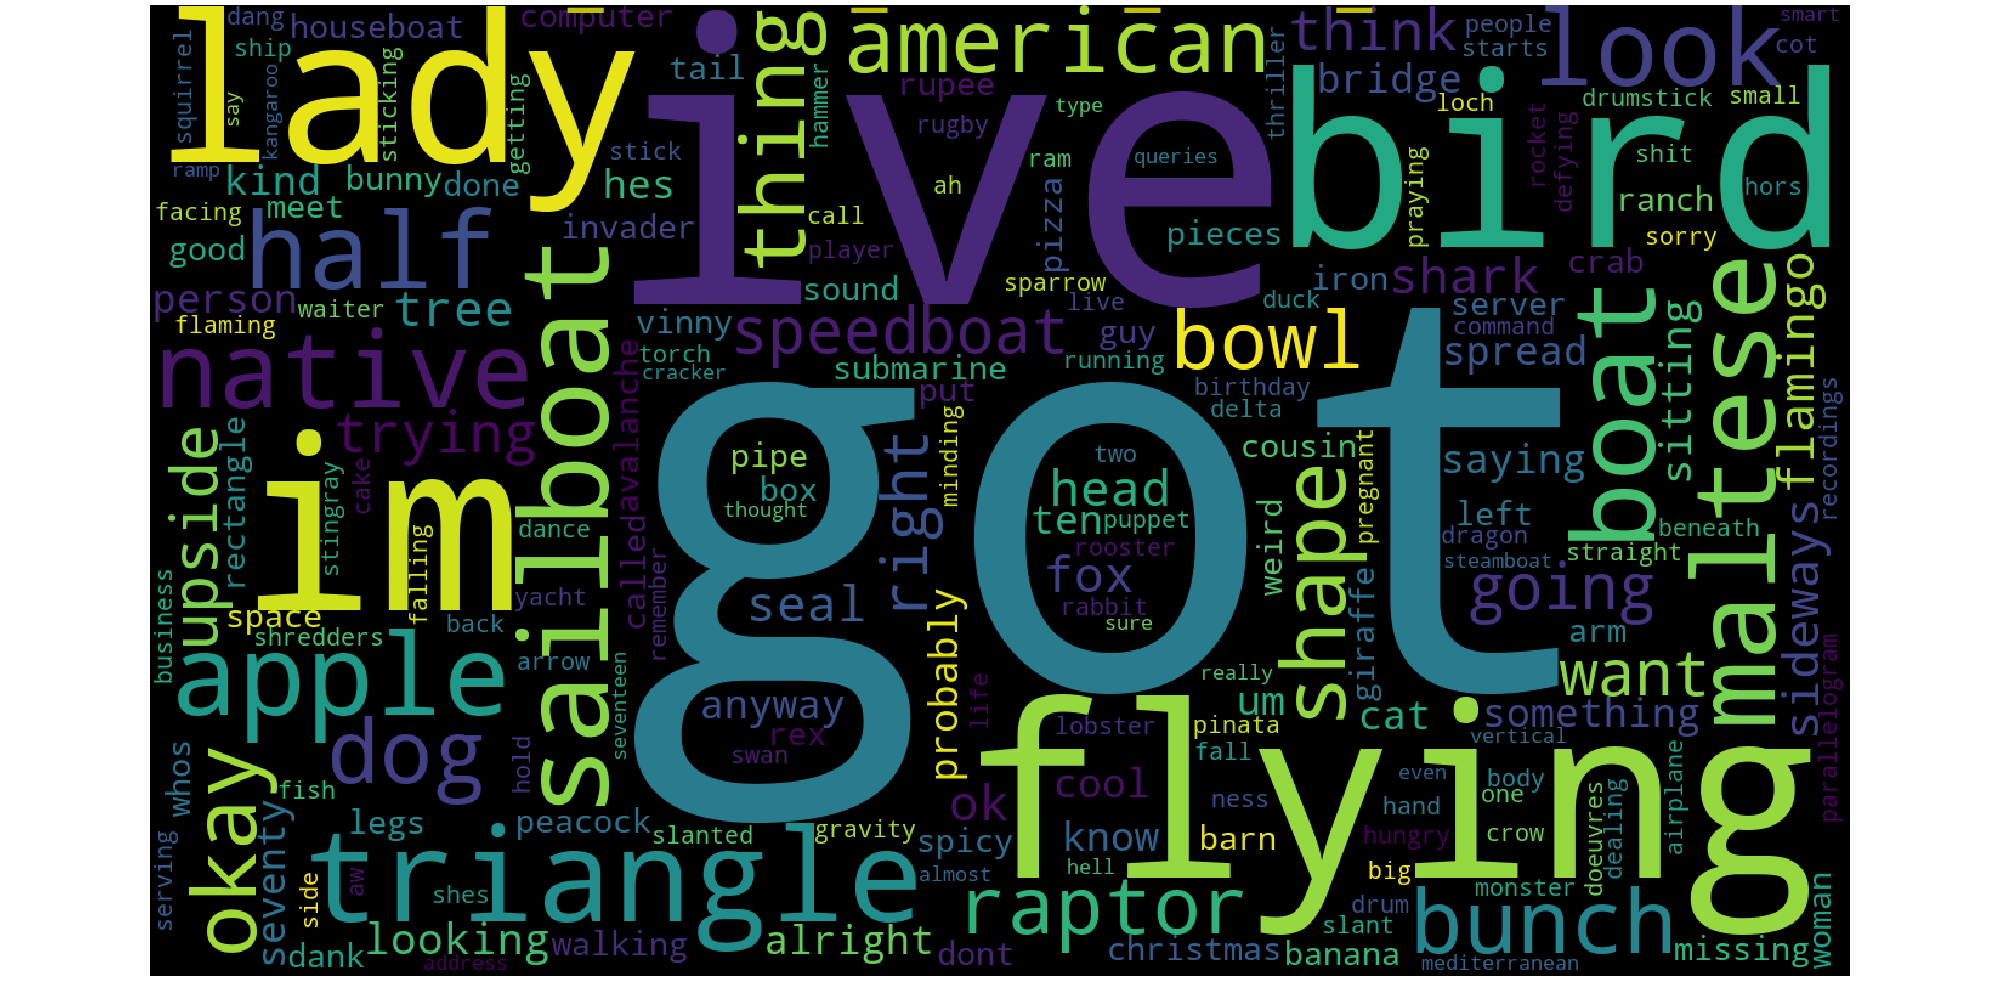 dang houseboat computer lady ive thing american think people smart look cot
squirrel ship kangaroo say sticking getting tail hammer rupee thriller bridge starts
ramp kind bunny done stick hes rugby type queries loch drumstick small
facing meet invader ah ram pizza bird praying rocket defying shit ranch hors
good half call player pieces sorry
person waiter tree sound sparrow live duck iron shark crab
flaming vinny speedboat guy bowl server command
native sailboat torch cracker submarine running spread boat maltese flamingo
calledavalanche put birthday delta sitting
upside rectangle trying got right minding cousin recordings
im stingray cake pipe box two head shape pregnant saying
dance thought ten puppet weird left beneath
falling rooster fox dragon straight sideways
business yacht remember seal rabbit steamboat going
space shredders back sure giraffe arm parallelogram
apple arrow seventeen probably really want
anyway life um cat something
dog rex swan lobster pinata vertical
okay whos hold flying fall
fish ok cool ness even body airplane
seventy legs peacock slanted gravity hand one
serving triangle spicy know barn hungry crow doeuvres dealing
side aw shes almost hell big monster
raptor drum bunch woman
dank looking walking alright dont christmas slant banana missing
address mediterranean